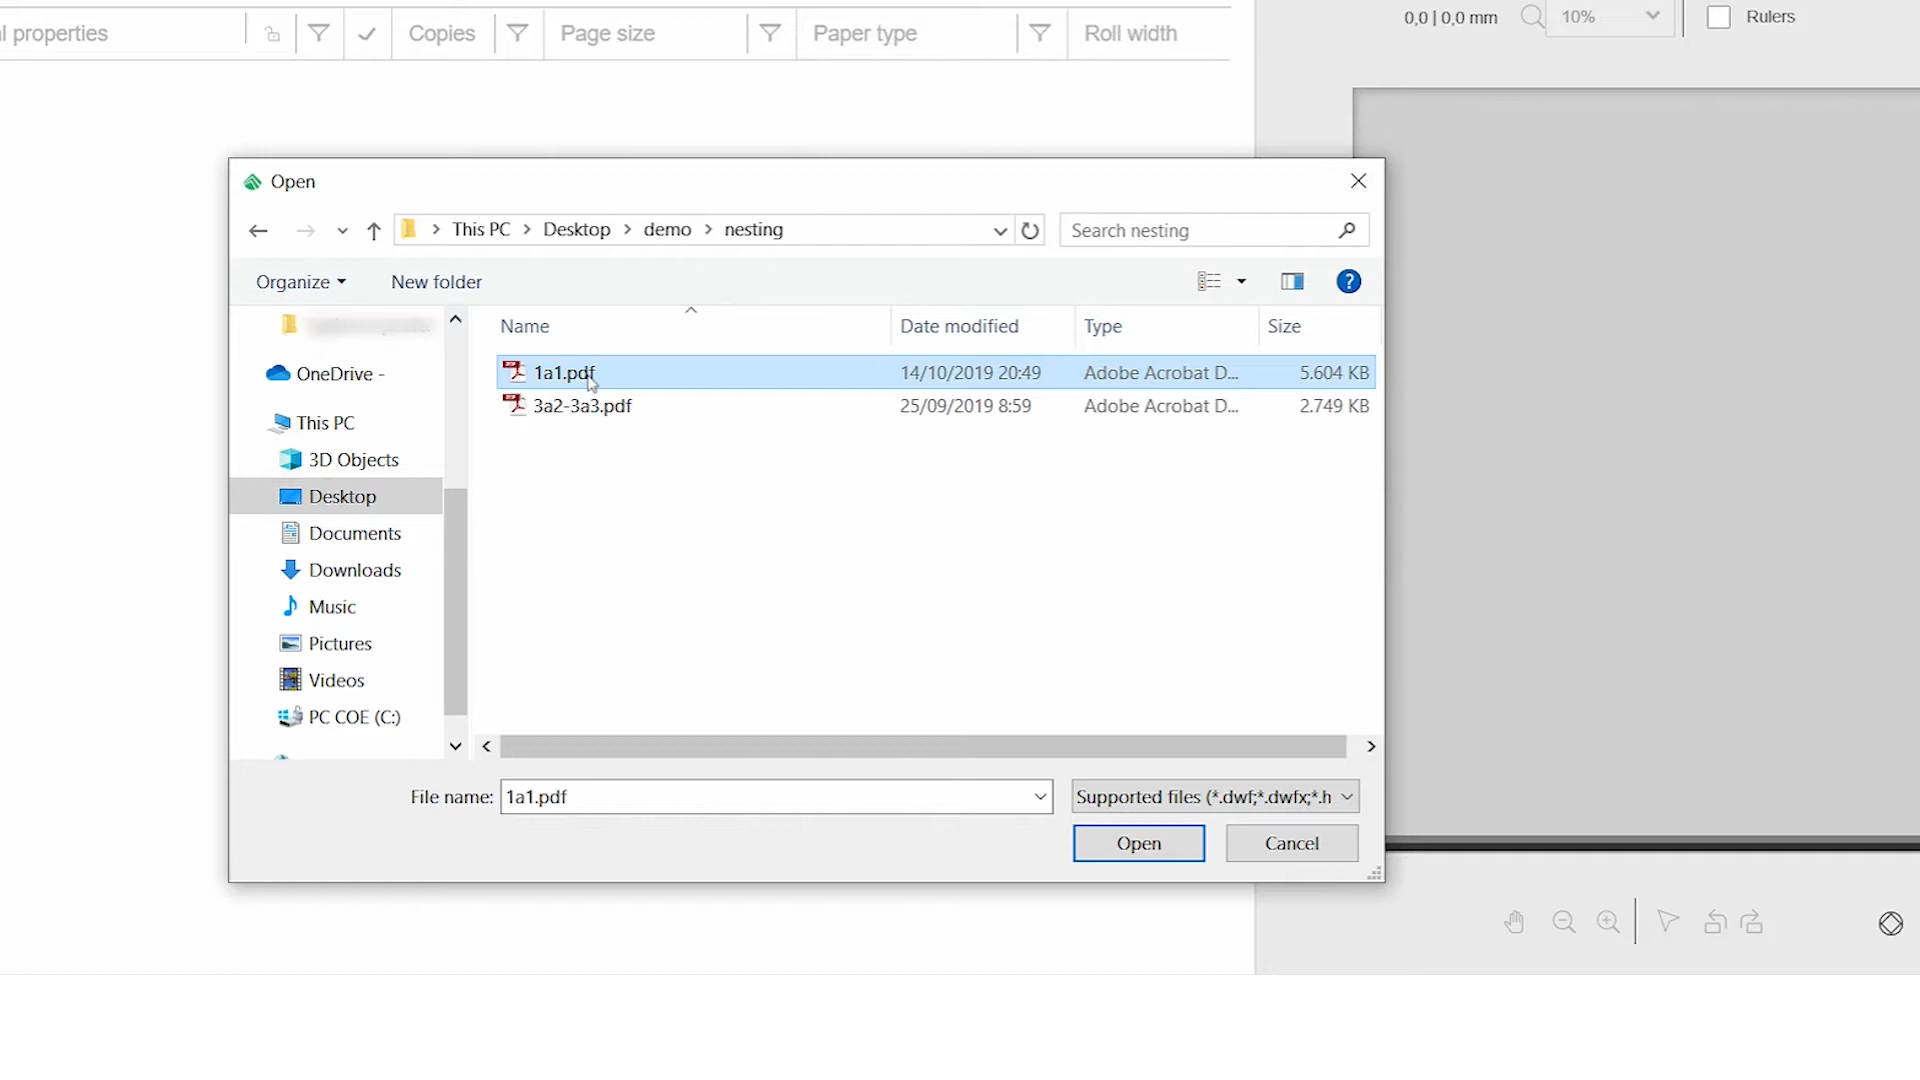 l properties Copies Page size Paper type Roll width
0,0 | 0,0 mm 10% Rulers
Open
This PC > Desktop > demo > nesting
Search nesting
Organize New folder
Name Date modified Type Size
1a1.pdf 14/10/2019 20:49 Adobe Acrobat D... 5.604 KB
3a2-3a3.pdf 25/09/2019 8:59 Adobe Acrobat D... 2.749 KB
OneDrive -
This PC
3D Objects
Desktop
Documents
Downloads
Music
Pictures
Videos
PC COE (C:)
File name: 1a1.pdf Supported files (*.dwf;*.dwfx;*.h
Open Cancel